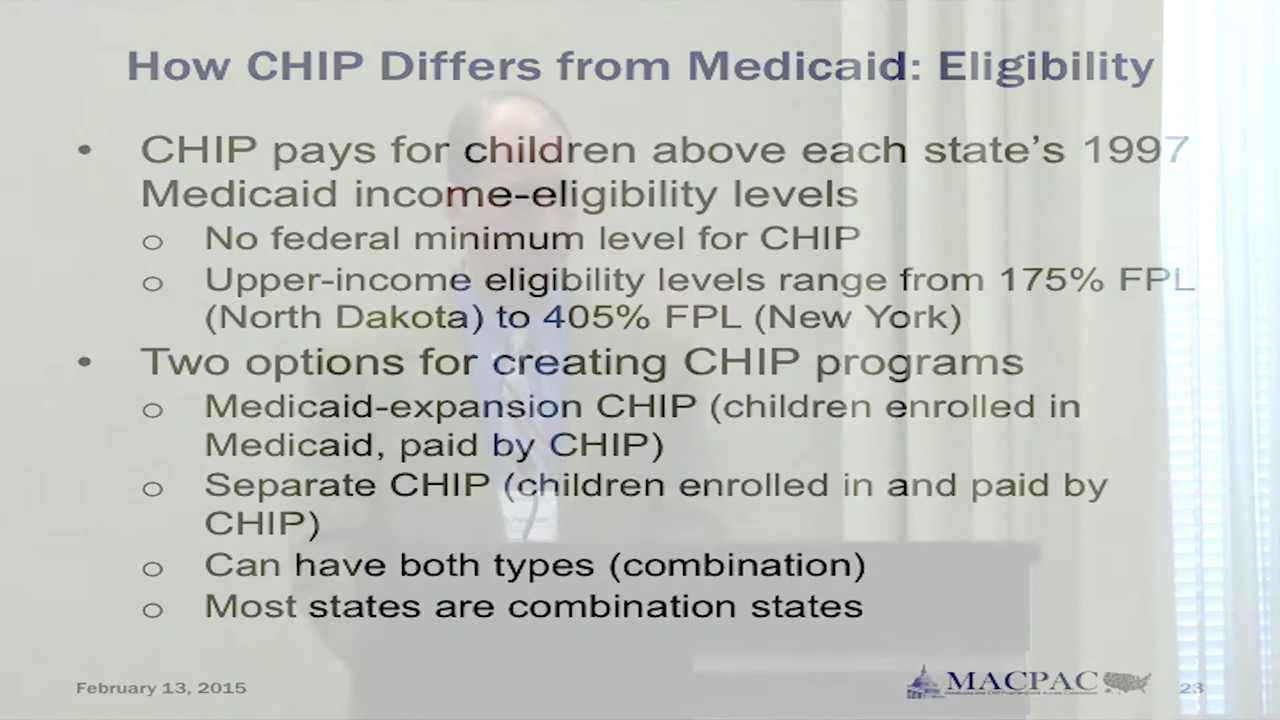 How CHIP Differs from Medicaid: Eligibility
• CHIP pays for children above each state's 1997
Medicaid income-eligibility levels
o No federal minimum level for CHIP
o Upper-income eligibility levels range from 175% FPL
(North Dakota) to 405% FPL (New York)
• Two options for creating CHIP programs
o Medicaid-expansion CHIP (children enrolled in
Medicaid, paid by CHIP)
o Separate CHIP (children enrolled in and paid by
CHIP)
o Can have both types (combination)
o Most states are combination states
February 13, 2015
MACPAC
23